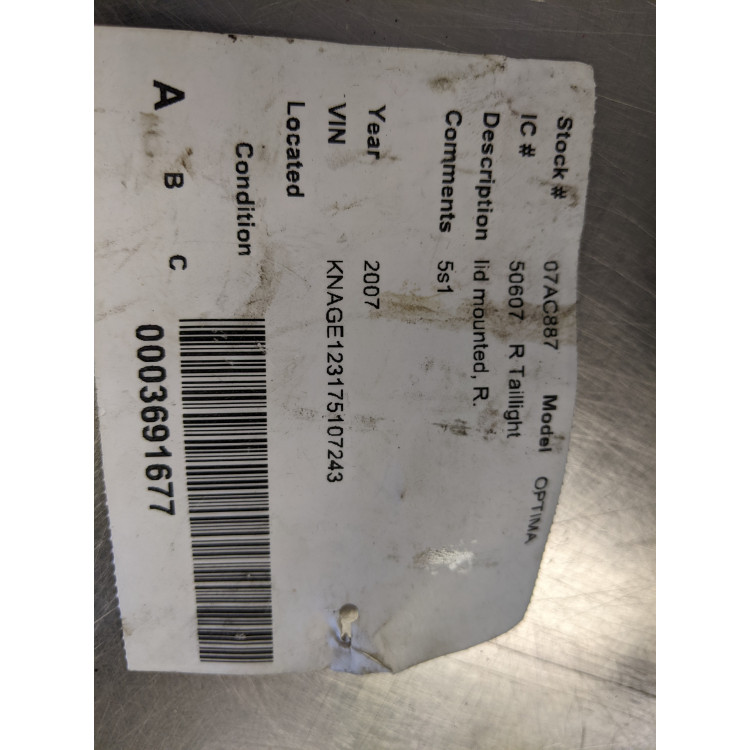 Stock # 07AC887 Model OPTIMA
IC # 50607 R Taillight
Description lid mounted, R.
Comments 5s1
Year 2007
VIN KNAGE123175107243
Located
Condition
A B C
0003691677